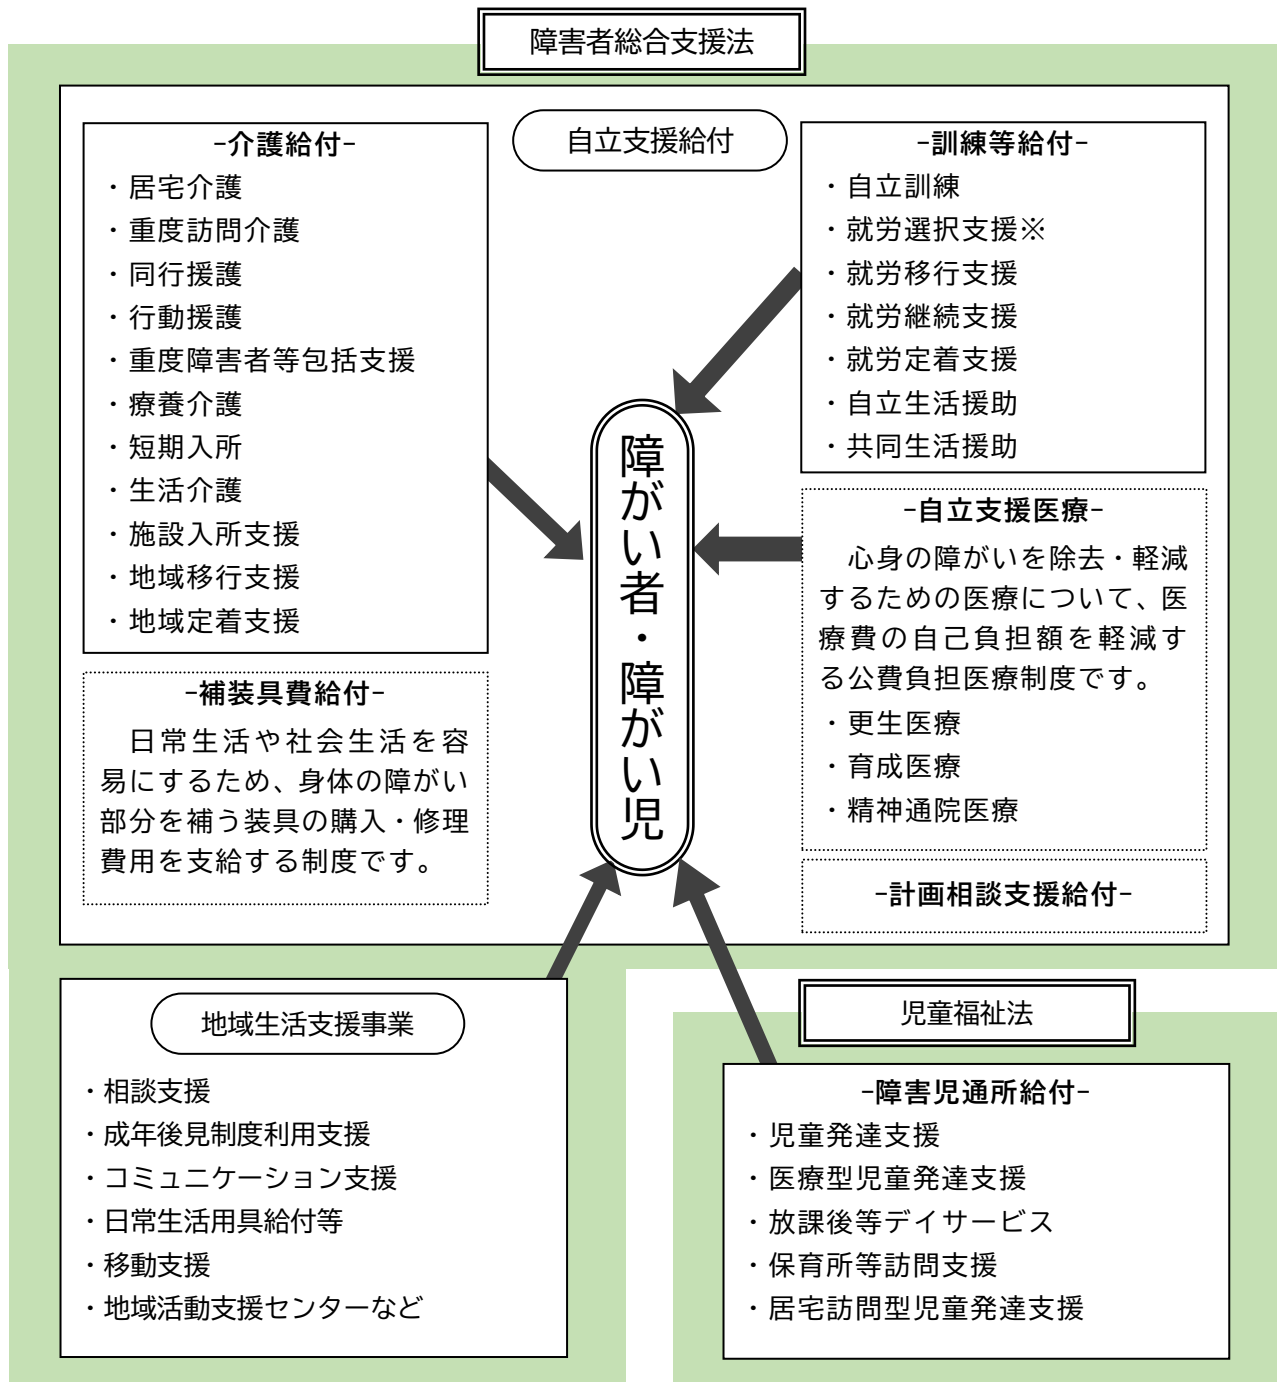 障害者総合支援法
自立支援給付
-介護給付-
・居宅介護
・重度訪問介護
・同行援護
・行動援護
・重度障害者等包括支援
・療養介護
・短期入所
・生活介護
・施設入所支援
・地域移行支援
・地域定着支援
-訓練等給付-
・自立訓練
・就労選択支援※
・就労移行支援
・就労継続支援
・就労定着支援
・自立生活援助
・共同生活援助
障がい者・障がい児
-自立支援医療-
心身の障がいを除去・軽減
するための医療について、医
療費の自己負担額を軽減す
る公費負担医療制度です。
・更生医療
・育成医療
・精神通院医療
-補装具費給付-
日常生活や社会生活を容
易にするため、身体の障がい
部分を補う装具の購入・修理
費用を支給する制度です。
-計画相談支援給付-
地域生活支援事業
・相談支援
・成年後見制度利用支援
・コミュニケーション支援
・日常生活用具給付等
・移動支援
・地域活動支援センターなど
児童福祉法
-障害児通所給付-
・児童発達支援
・医療型児童発達支援
・放課後等デイサービス
・保育所等訪問支援
・居宅訪問型児童発達支援